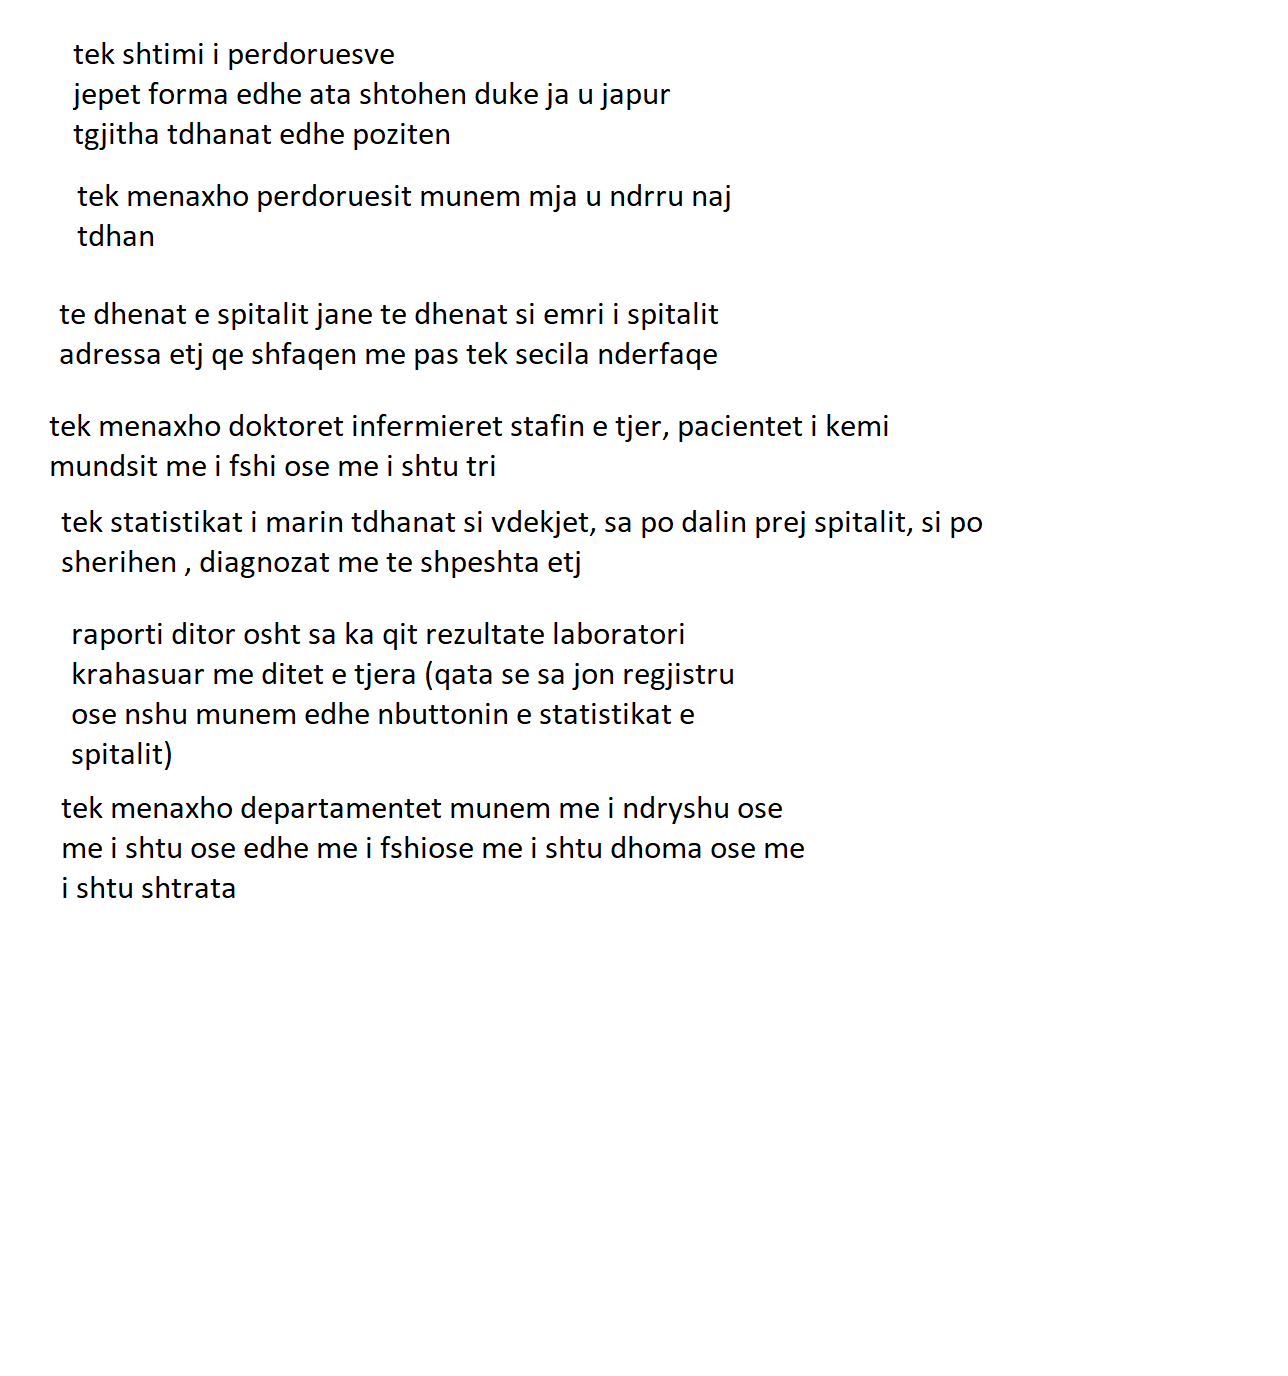 tek shtimi i perdoruesve
jepet forma edhe ata shtohen duke ja u japur
tgjitha tdhanat edhe poziten
tek menaxho perdoruesit munem mja u ndrru naj
tdhan
te dhenat e spitalit jane te dhenat si emri i spitalit
adressa etj qe shfaqen me pas tek secila nderfaqe
tek menaxho doktoret infermieret stafin e tjer, pacientet i kemi
mundsit me i fshi ose me i shtu tri
tek statistikat i marin tdhanat si vdekjet, sa po dalin prej spitalit, si po
sherihen , diagnozat me te shpeshta etj
raporti ditor osht sa ka qit rezultate laboratori
krahasuar me ditet e tjera (qata se sa jon regjistru
ose nshu munem edhe nbuttonin e statistikat e
spitalit)
tek menaxho departamentet munem me i ndryshu ose
me i shtu ose edhe me i fshiose me i shtu dhoma ose me
i shtu shtrata